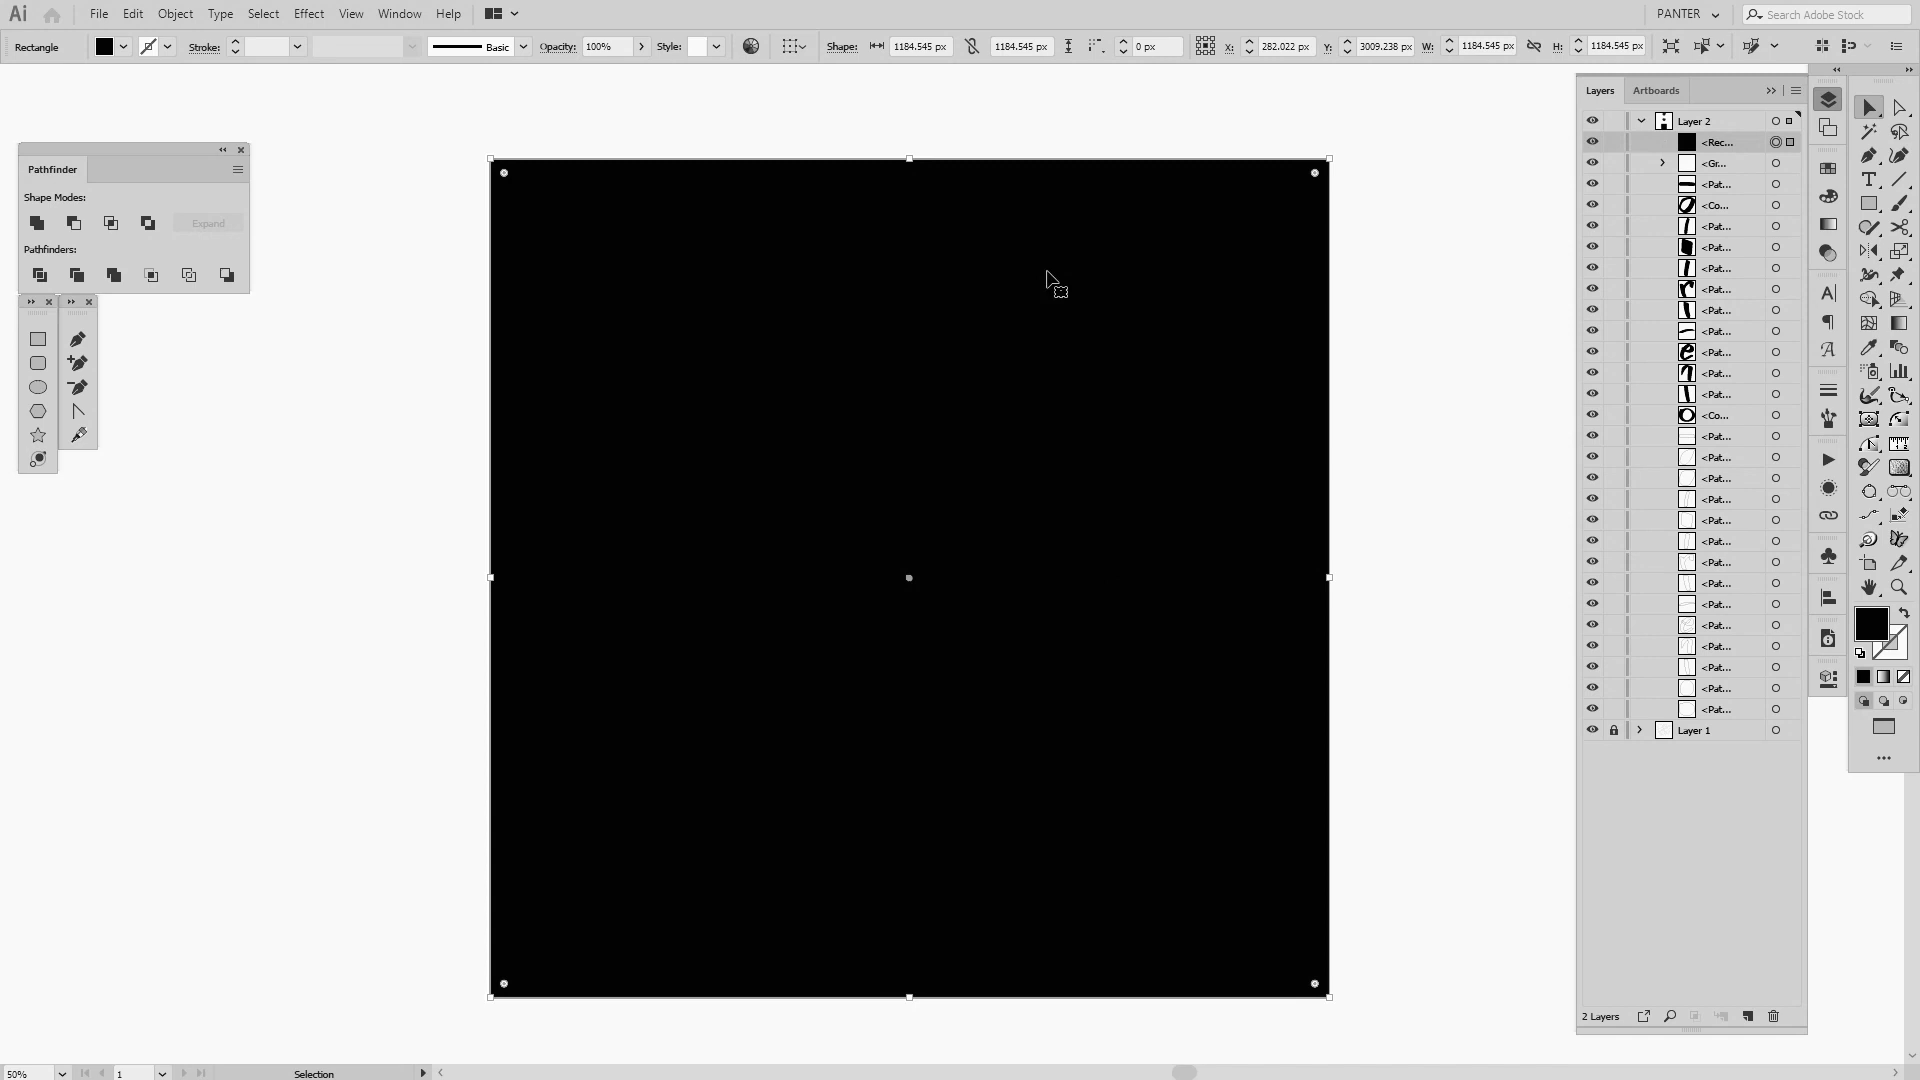 Ai File Edit Object Type Select Effect View Window Help PANTER Search Adobe Stock
Rectangle Stroke: Basic Opacity: 100% Style: Shape: 1184.545 px 1184.545 px 0 px X: 282.022 px Y: 3009.238 px W: 1184.545 px H: 1184.545 px
Layers Artboards
Layer 2
<Rec...
<Gr...
<Pat...
<Co...
<Pat...
<Pat...
<Pat...
<Pat...
<Pat...
<Pat...
<Pat...
<Pat...
<Pat...
<Co...
<Pat...
<Pat...
<Pat...
<Pat...
<Pat...
<Pat...
<Pat...
<Pat...
<Pat...
<Pat...
<Pat...
<Pat...
<Pat...
<Pat...
Layer 1
2 Layers
Pathfinder
Shape Modes:
Expand
Pathfinders:
50% 1 Selection